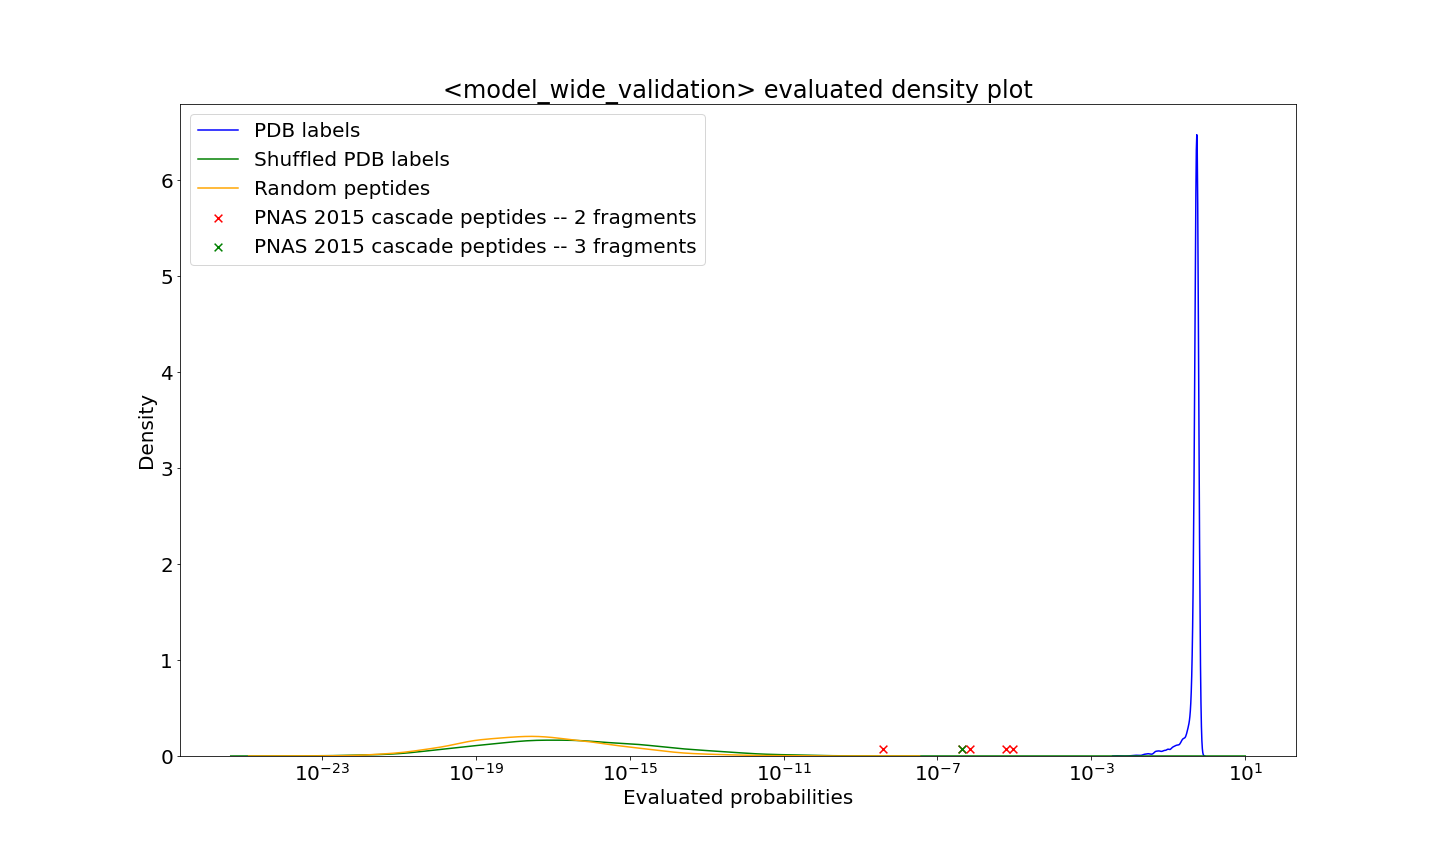 <model_wide_validation> evaluated density plot
PDB labels
Shuffled PDB labels
Random peptides
PNAS 2015 cascade peptides -- 2 fragments
PNAS 2015 cascade peptides -- 3 fragments
6
5
4
3
2
1
0
Density
10⁻²³ 10⁻¹⁹ 10⁻¹⁵ 10⁻¹¹ 10⁻⁷ 10⁻³ 10¹
Evaluated probabilities